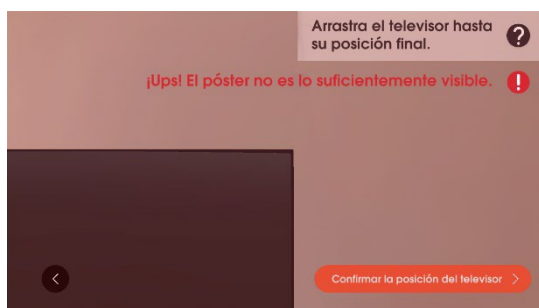 Arrastra el televisor hasta
su posición final.
¡Ups! El póster no es lo suficientemente visible.
Confirmar la posición del televisor